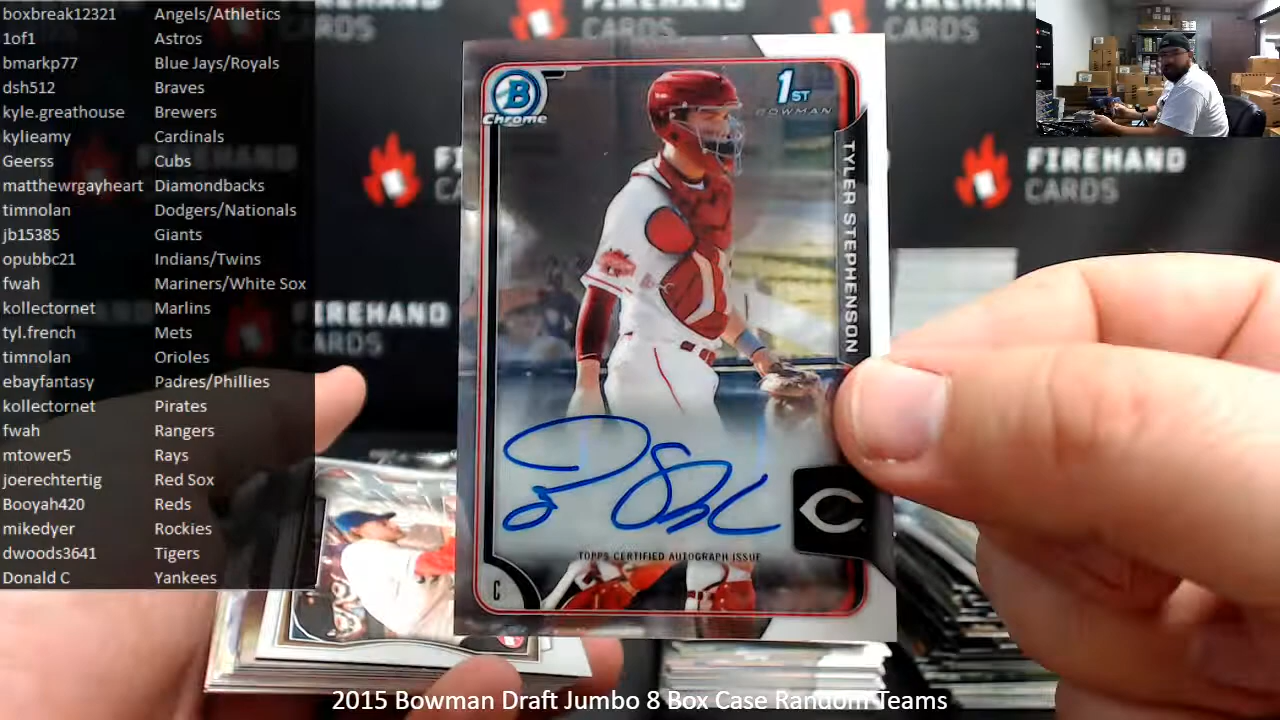 boxbreak12321 Angels/Athletics
1of1 Astros
bmarkp77 Blue Jays/Royals
dsh512 Braves
kyle.greathouse Brewers
kylieamy Cardinals
Geerss Cubs
matthewrgayheart Diamondbacks
timnolan Dodgers/Nationals
jb15385 Giants
opubbc21 Indians/Twins
fwah Mariners/White Sox
kollectornet Marlins
tyl.french Mets
timnolan Orioles
ebayfantasy Padres/Phillies
kollectornet Pirates
fwah Rangers
mtower5 Rays
joerechtertig Red Sox
Booyah420 Reds
mikedyer Rockies
dwoods3641 Tigers
Donald C Yankees
FIREHAND
CARDS
FIREHAND
CARDS
B
Chrome
1ST
BOWMAN
TYLER STEPHENSON
C
TOPPS CERTIFIED AUTOGRAPH ISSUE
C
2015 Bowman Draft Jumbo 8 Box Case Random Teams